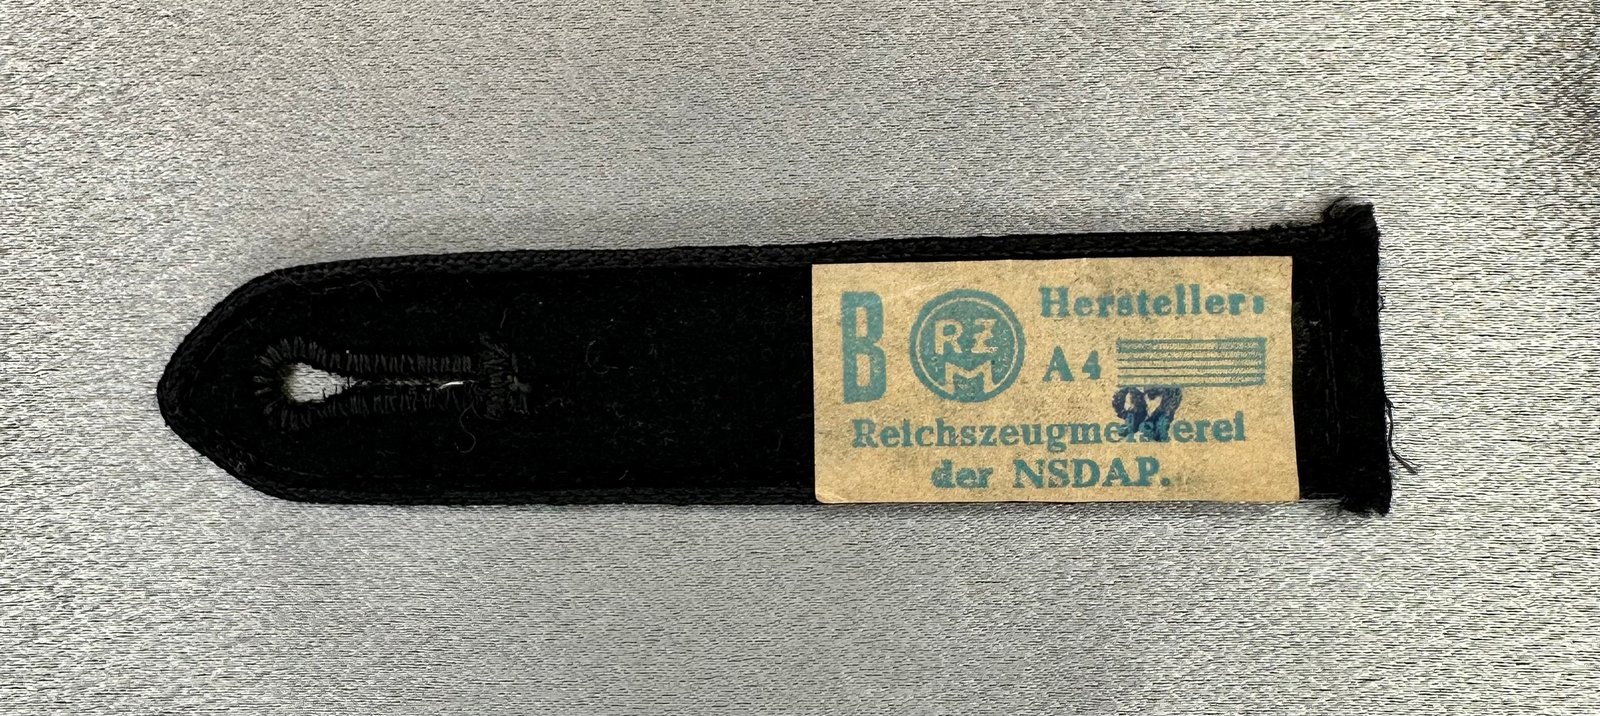 B RZM Hersteller:
A4
97
Reichszeugmeisterei
der NSDAP.